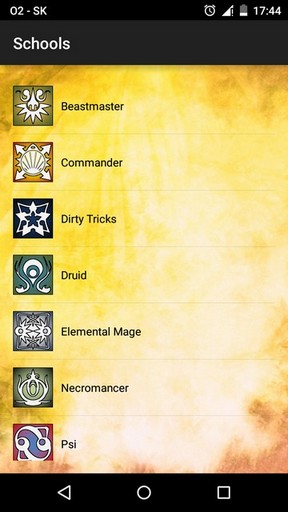 O2 - SK 17:44
Schools
Beastmaster
Commander
Dirty Tricks
Druid
Elemental Mage
Necromancer
Psi